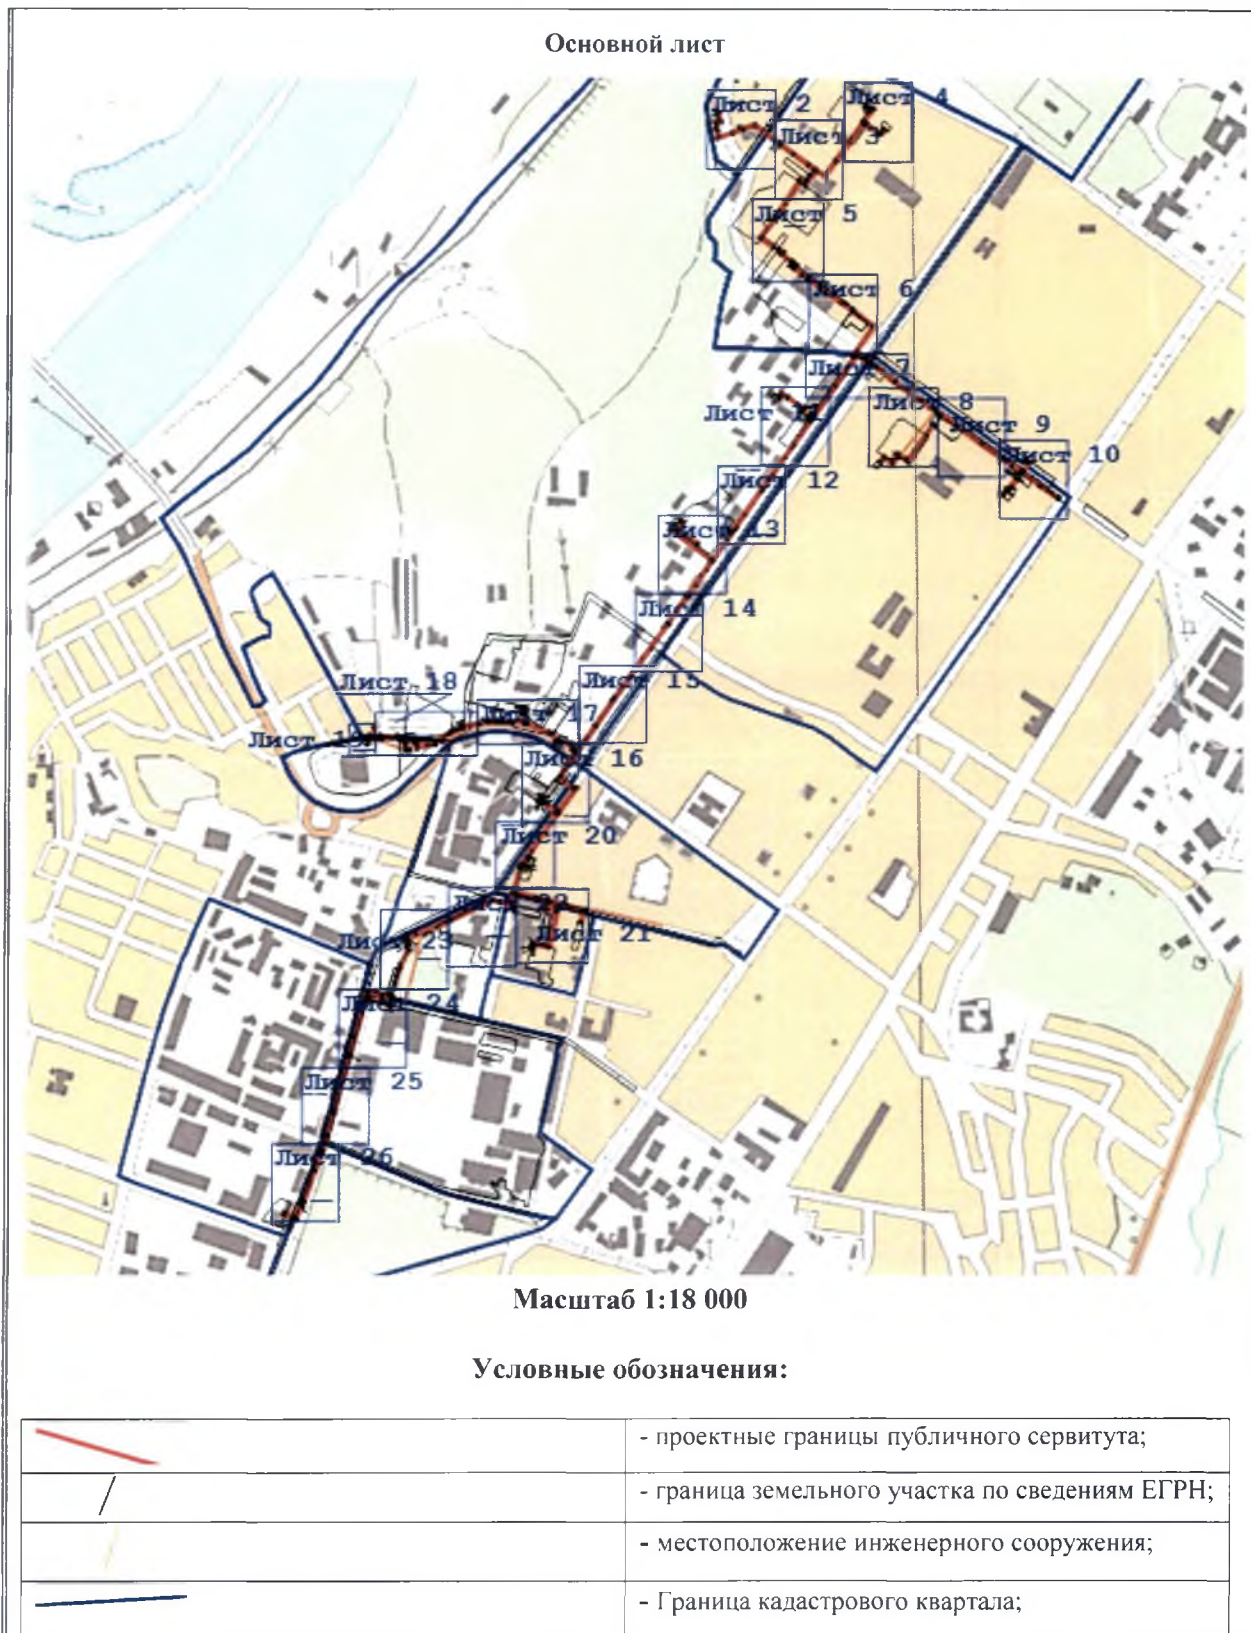 Основной лист
Лист 2
Лист 4
Лист 3
Лист 5
Лист 6
Лист 7
Лист 8
Лист 11
Лист 9
Лист 10
Лист 12
Лист 13
Лист 14
Лист 15
Лист 18
Лист 17
Лист 19
Лист 16
Лист 20
Лист 22
Лист 21
Лист 23
Лист 24
Лист 25
Лист 26
Масштаб 1:18 000
Условные обозначения:
- проектные границы публичного сервитута;
- граница земельного участка по сведениям ЕГРН;
- местоположение инженерного сооружения;
- Граница кадастрового квартала;